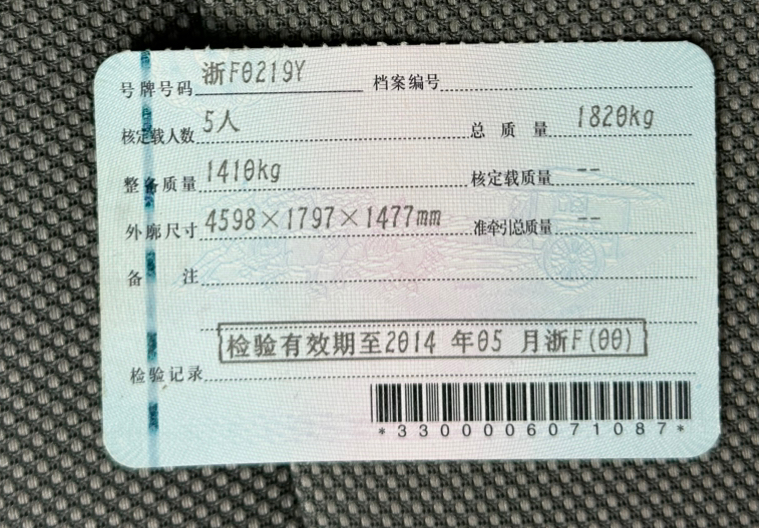 号牌号码 浙F0219Y 档案编号
核定载人数 5人 总质量 1820kg
整备质量 1410kg 核定载质量 --
外廓尺寸 4598×1797×1477mm 准牵引总质量 --
备注
检验有效期至2014 年05 月浙F(00)
检验记录
*3300006071087*